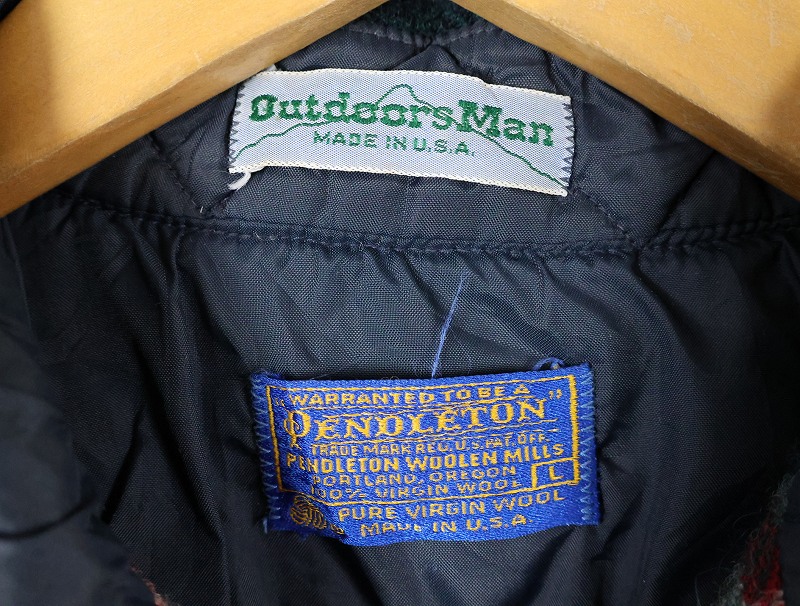 OutdoorsMan
MADE IN U.S.A.
"WARRANTED TO BE A
PENDLETON"
TRADE MARK REG. U.S. PAT. OFF.
PENDLETON WOOLEN MILLS
PORTLAND, OREGON
100% VIRGIN WOOL L
PURE VIRGIN WOOL
MADE IN U.S.A.